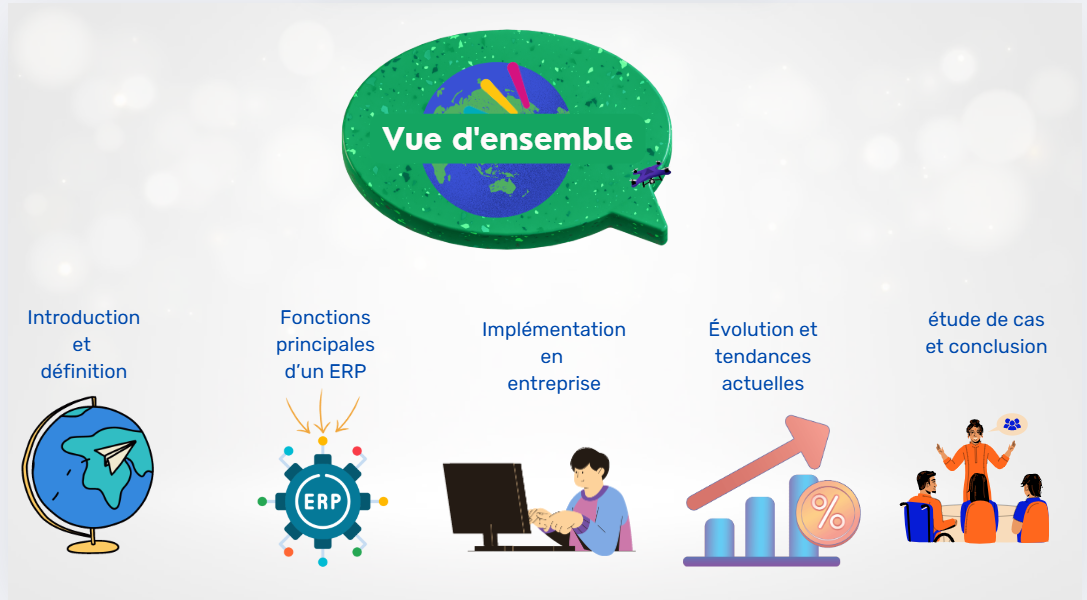 Vue d'ensemble
Introduction
et
définition
Fonctions
principales
d’un ERP
Implémentation
en
entreprise
Évolution et
tendances
actuelles
étude de cas
et conclusion
ERP
%